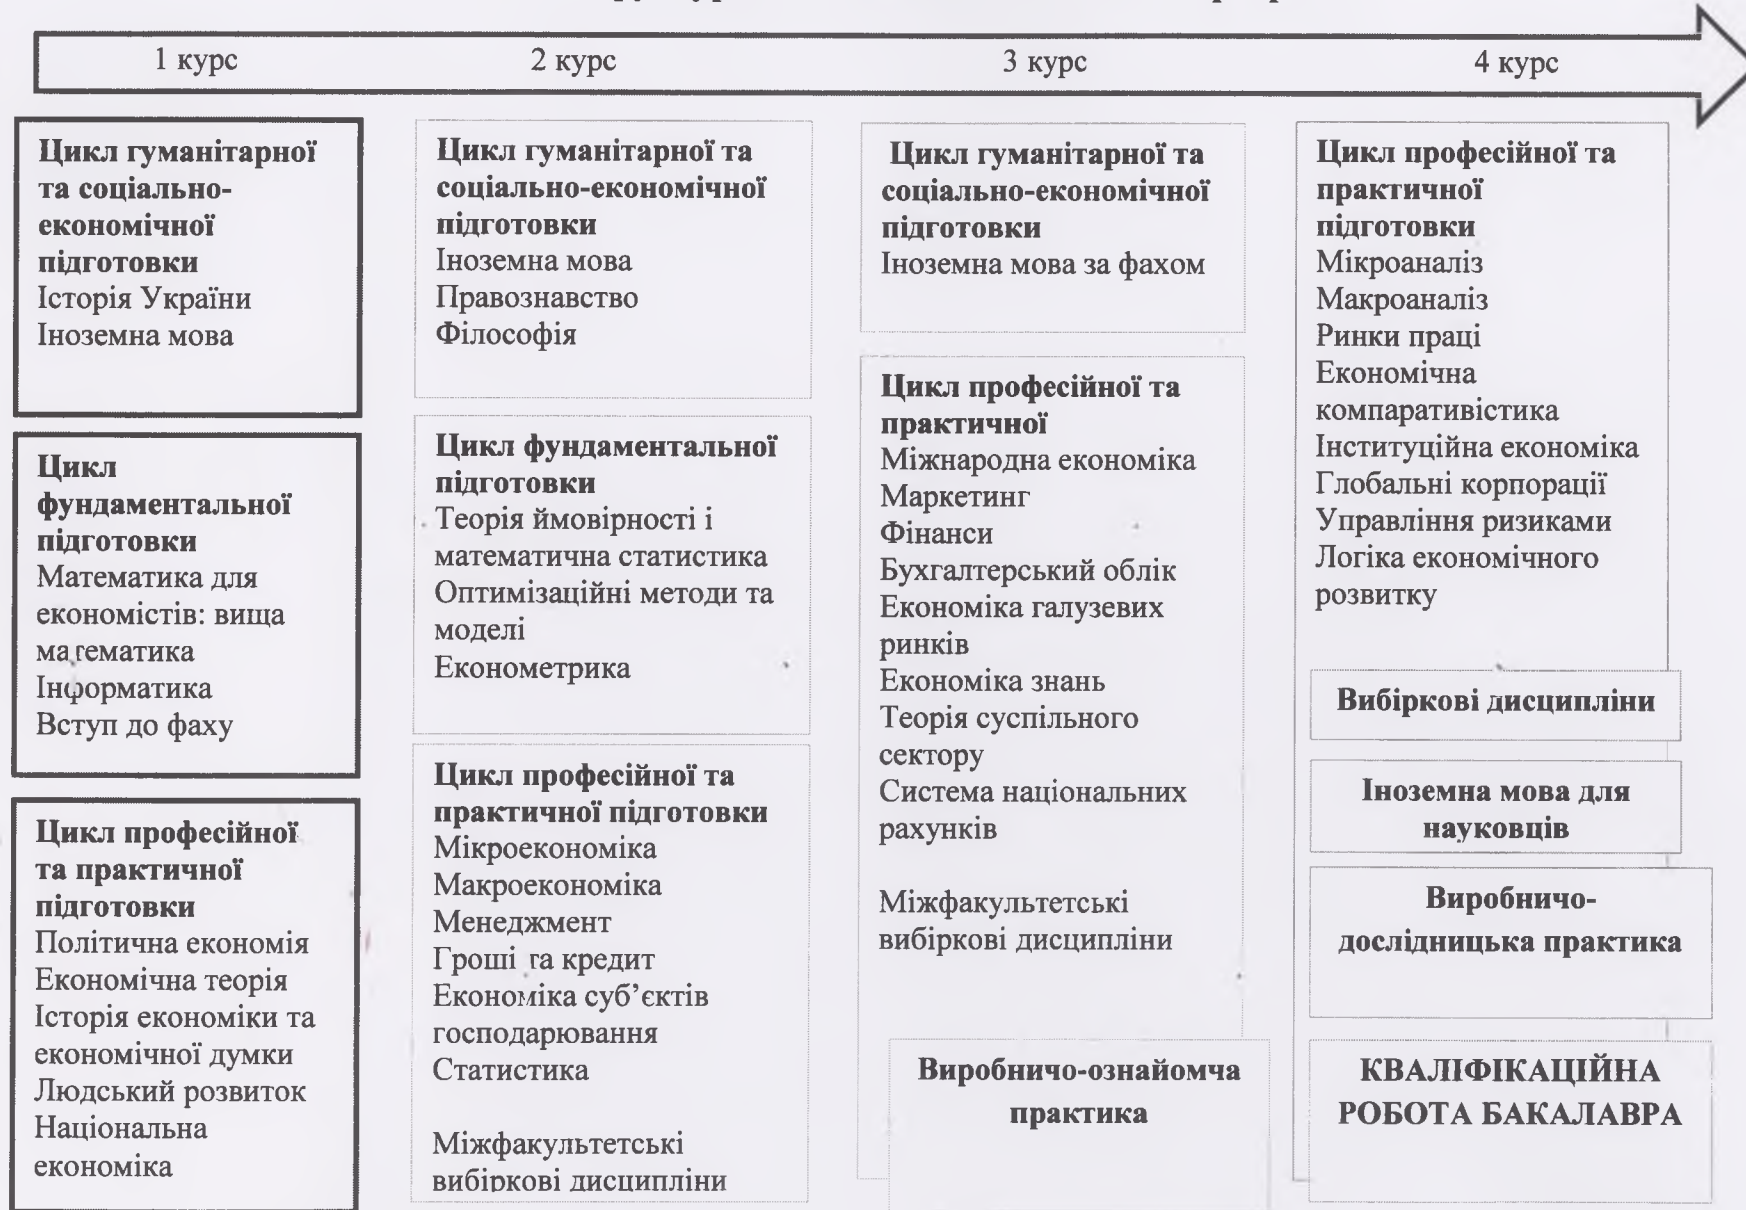 1 курс
2 курс
3 курс
4 курс
Цикл гуманітарної
та соціально-
економічної
підготовки
Історія України
Іноземна мова
Цикл
фундаментальної
підготовки
Математика для
економістів: вища
математика
Інформатика
Вступ до фаху
Цикл професійної
та практичної
підготовки
Політична економія
Економічна теорія
Історія економіки та
економічної думки
Людський розвиток
Національна
економіка
Цикл гуманітарної та
соціально-економічної
підготовки
Іноземна мова
Правознавство
Філософія
Цикл фундаментальної
підготовки
Теорія ймовірності і
математична статистика
Оптимізаційні методи та
моделі
Економетрика
Цикл професійної та
практичної підготовки
Мікроекономіка
Макроекономіка
Менеджмент
Гроші та кредит
Економіка суб’єктів
господарювання
Статистика
Міжфакультетські
вибіркові дисципліни
Цикл гуманітарної та
соціально-економічної
підготовки
Іноземна мова за фахом
Цикл професійної та
практичної
Міжнародна економіка
Маркетинг
Фінанси
Бухгалтерський облік
Економіка галузевих
ринків
Економіка знань
Теорія суспільного
сектору
Система національних
рахунків
Міжфакультетські
вибіркові дисципліни
Виробничо-ознайомча
практика
Цикл професійної та
практичної
підготовки
Мікроаналіз
Макроаналіз
Ринки праці
Економічна
компаративістика
Інституційна економіка
Глобальні корпорації
Управління ризиками
Логіка економічного
розвитку
Вибіркові дисципліни
Іноземна мова для
науковців
Виробничо-
дослідницька практика
КВАЛІФІКАЦІЙНА
РОБОТА БАКАЛАВРА